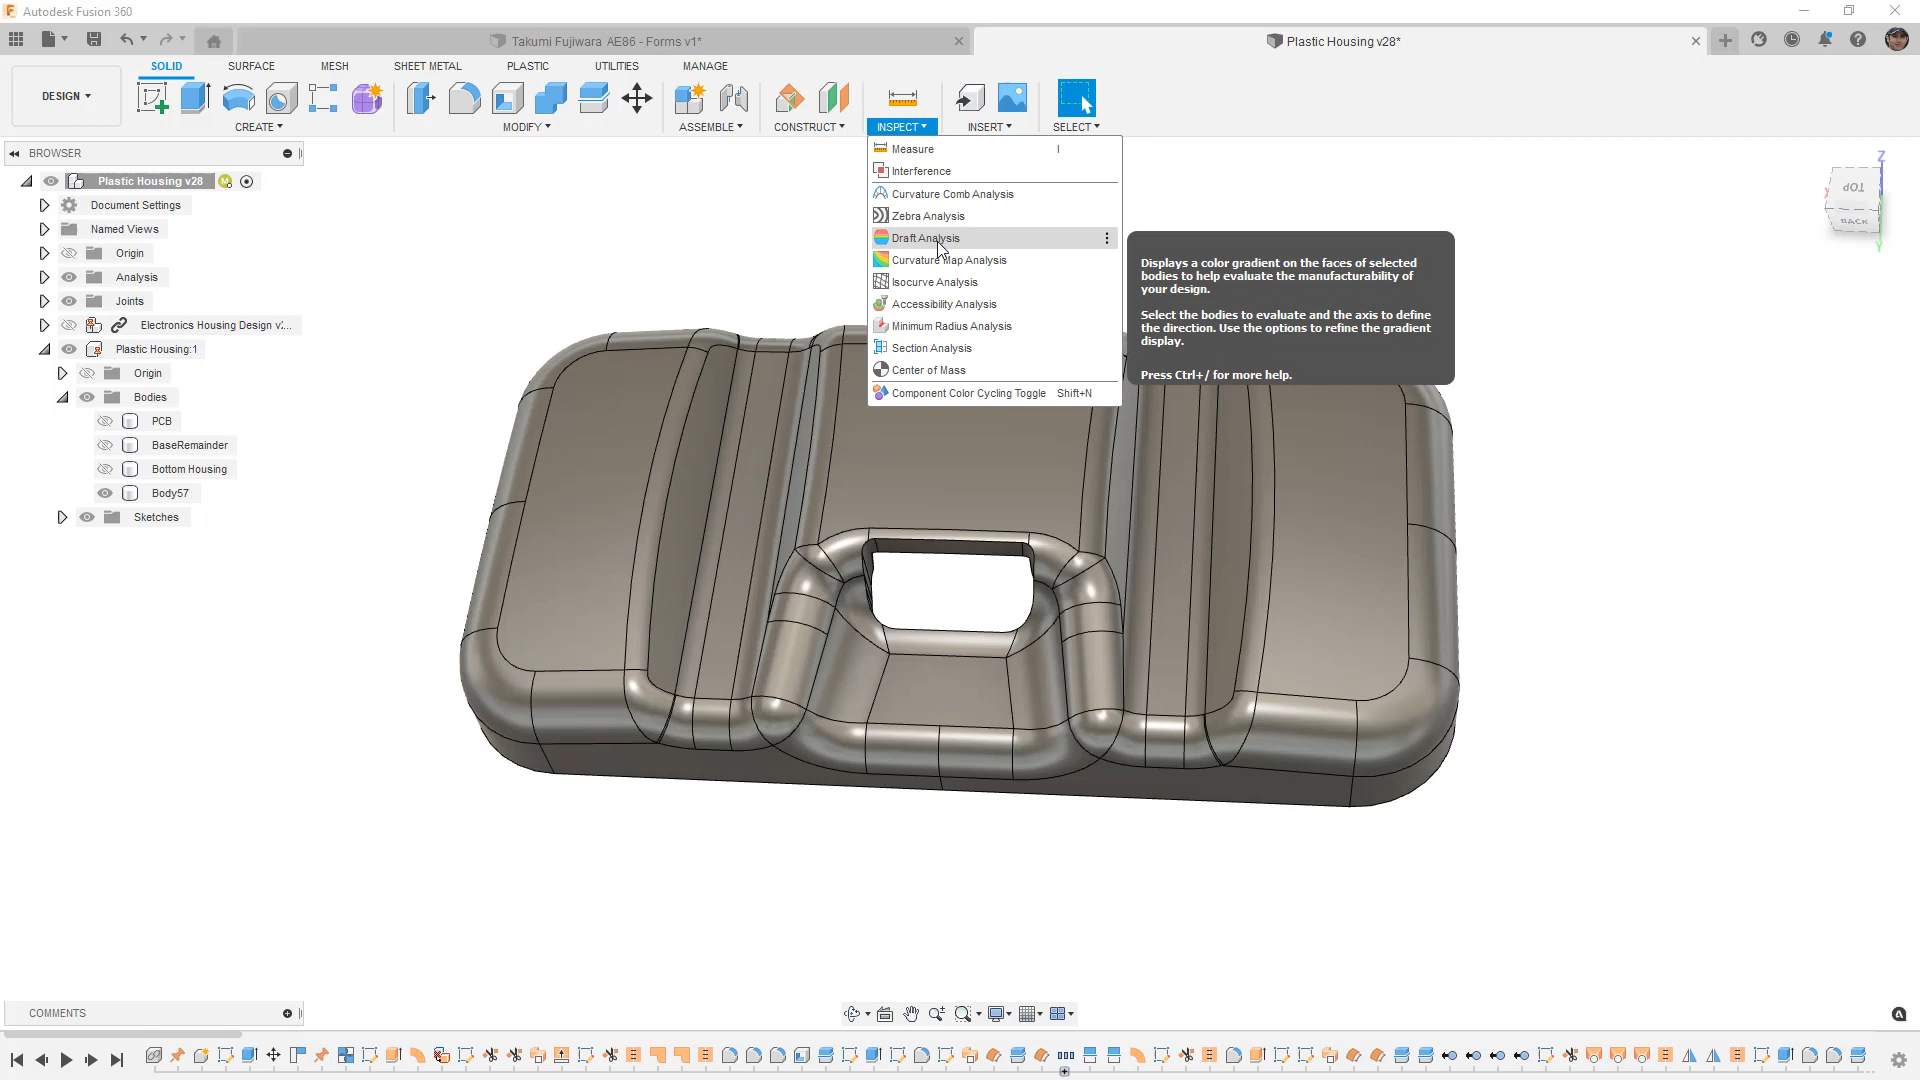 Autodesk Fusion 360
Takumi Fujiwara AE86 - Forms v1*
Plastic Housing v28*
DESIGN
SOLID
SURFACE
MESH
SHEET METAL
PLASTIC
UTILITIES
MANAGE
CREATE
MODIFY
ASSEMBLE
CONSTRUCT
INSPECT
INSERT
SELECT
BROWSER
Plastic Housing v28
Document Settings
Named Views
Origin
Analysis
Joints
Electronics Housing Design v2...
Plastic Housing:1
Origin
Bodies
PCB
BaseRemainder
Bottom Housing
Body57
Sketches
Measure I
Interference
Curvature Comb Analysis
Zebra Analysis
Draft Analysis
Curvature Map Analysis
Isocurve Analysis
Accessibility Analysis
Minimum Radius Analysis
Section Analysis
Center of Mass
Component Color Cycling Toggle Shift+N
Displays a color gradient on the faces of selected
bodies to help evaluate the manufacturability of
your design.
Select the bodies to evaluate and the axis to define
the direction. Use the options to refine the gradient
display.
Press Ctrl+/ for more help.
Z
TOP
BACK
Y
COMMENTS